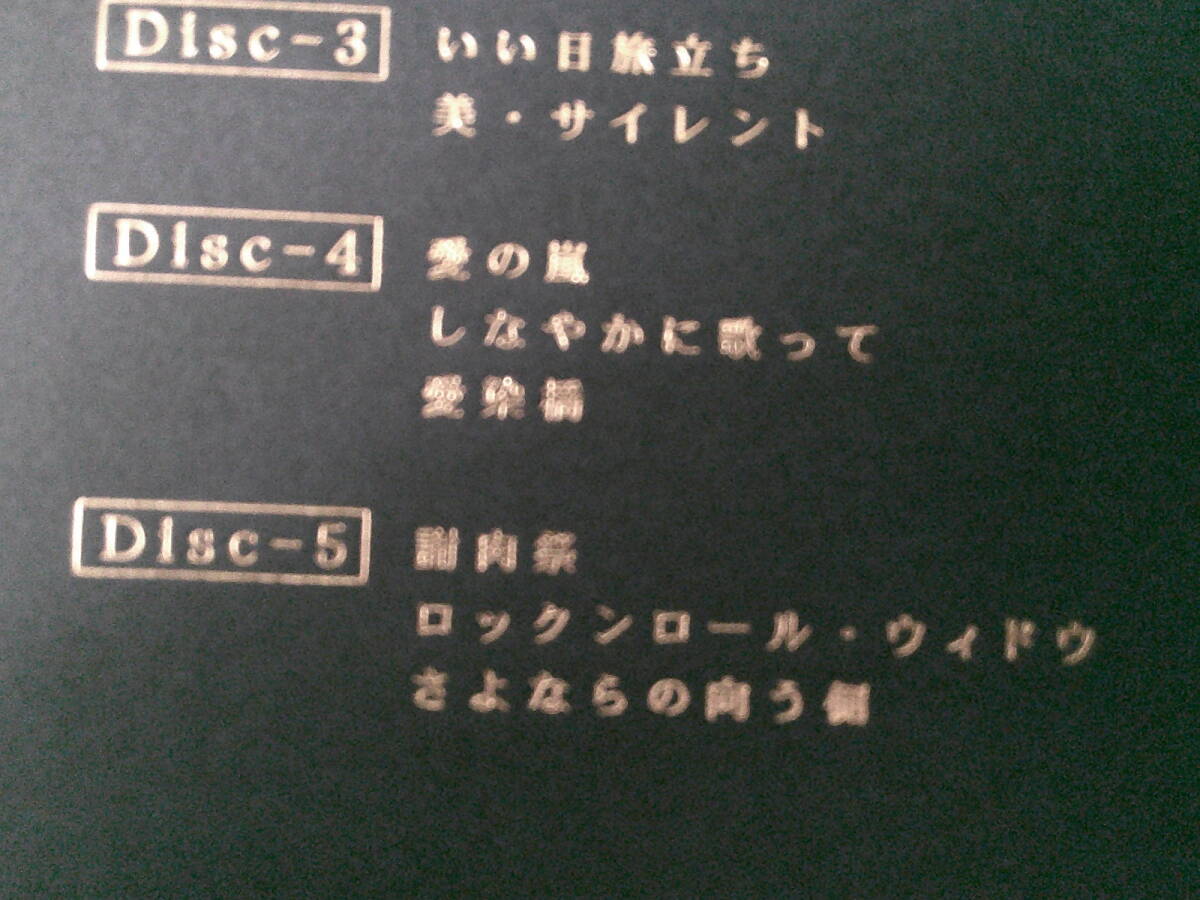 Disc-3 いい日旅立ち
美・サイレント
Disc-4 愛の嵐
しなやかに歌って
愛染橋
Disc-5 謝肉祭
ロックンロール・ウィドウ
さよならの向う側